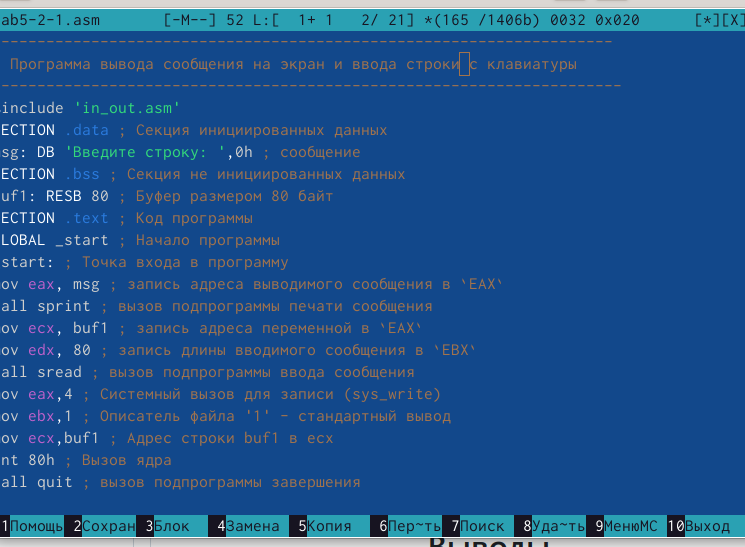 ab5-2-1.asm [-M--] 52 L:[ 1+ 1 2/ 21] *(165 /1406b) 0032 0x020 [*][X]
--------------------------------------------------------------------
Программа вывода сообщения на экран и ввода строки с клавиатуры
---------------------------------------------------------------------
include 'in_out.asm'
ECTION .data ; Секция инициированных данных
sg: DB 'Введите строку: ',0h ; сообщение
ECTION .bss ; Секция не инициированных данных
uf1: RESB 80 ; Буфер размером 80 байт
ECTION .text ; Код программы
LOBAL _start ; Начало программы
start: ; Точка входа в программу
ov eax, msg ; запись адреса выводимого сообщения в `EAX`
all sprint ; вызов подпрограммы печати сообщения
ov ecx, buf1 ; запись адреса переменной в `EAX`
ov edx, 80 ; запись длины вводимого сообщения в `EBX`
all sread ; вызов подпрограммы ввода сообщения
ov eax,4 ; Системный вызов для записи (sys_write)
ov ebx,1 ; Описатель файла '1' - стандартный вывод
ov ecx,buf1 ; Адрес строки buf1 в ecx
nt 80h ; Вызов ядра
all quit ; вызов подпрограммы завершения
1Помощь 2Сохран 3Блок 4Замена 5Копия 6Пер~ть 7Поиск 8Уда~ть 9МенюMC 10Выход
Выводы